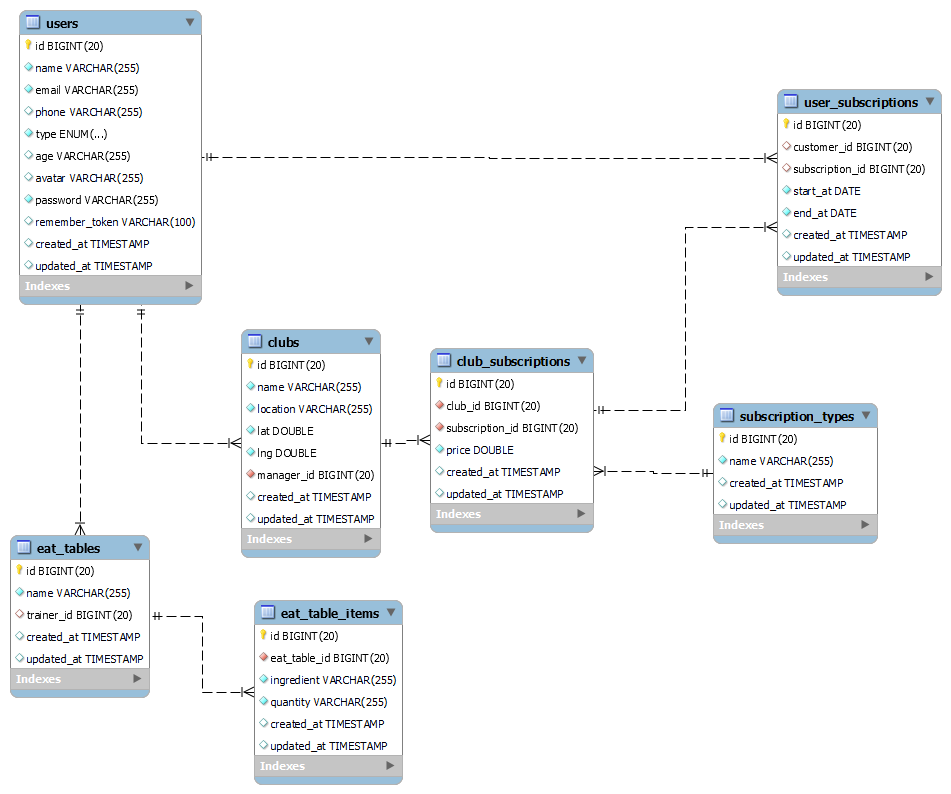 users
id BIGINT(20)
name VARCHAR(255)
email VARCHAR(255)
phone VARCHAR(255)
type ENUM(...)
age VARCHAR(255)
avatar VARCHAR(255)
password VARCHAR(255)
remember_token VARCHAR(100)
created_at TIMESTAMP
updated_at TIMESTAMP
Indexes
user_subscriptions
id BIGINT(20)
customer_id BIGINT(20)
subscription_id BIGINT(20)
start_at DATE
end_at DATE
created_at TIMESTAMP
updated_at TIMESTAMP
Indexes
clubs
id BIGINT(20)
name VARCHAR(255)
location VARCHAR(255)
lat DOUBLE
lng DOUBLE
manager_id BIGINT(20)
created_at TIMESTAMP
updated_at TIMESTAMP
Indexes
club_subscriptions
id BIGINT(20)
club_id BIGINT(20)
subscription_id BIGINT(20)
price DOUBLE
created_at TIMESTAMP
updated_at TIMESTAMP
Indexes
subscription_types
id BIGINT(20)
name VARCHAR(255)
created_at TIMESTAMP
updated_at TIMESTAMP
Indexes
eat_tables
id BIGINT(20)
name VARCHAR(255)
trainer_id BIGINT(20)
created_at TIMESTAMP
updated_at TIMESTAMP
Indexes
eat_table_items
id BIGINT(20)
eat_table_id BIGINT(20)
ingredient VARCHAR(255)
quantity VARCHAR(255)
created_at TIMESTAMP
updated_at TIMESTAMP
Indexes